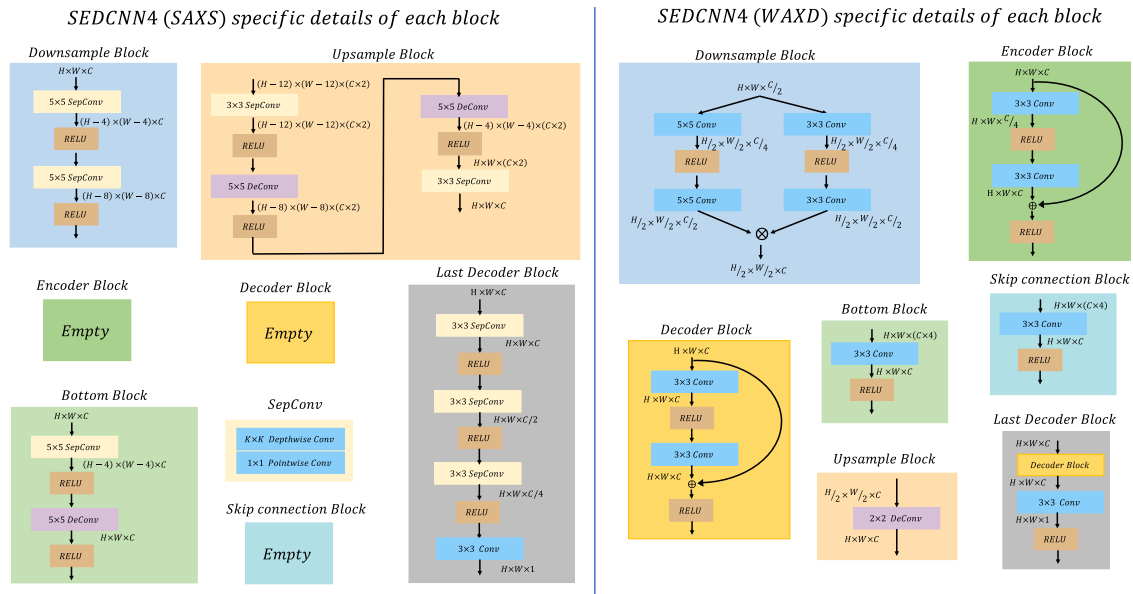 SEDCNN4 (SAXS) specific details of each block
Downsample Block
H×W×C
5×5 SepConv
(H−4)×(W−4)×C
RELU
5×5 SepConv
(H−8)×(W−8)×C
RELU
Upsample Block
(H−12)×(W−12)×(C×2)
3×3 SepConv
(H−12)×(W−12)×(C×2)
RELU
5×5 DeConv
(H−8)×(W−8)×(C×2)
RELU
5×5 DeConv
(H−4)×(W−4)×(C×2)
RELU
H×W×(C×2)
3×3 SepConv
H×W×C
Encoder Block
Empty
Decoder Block
Empty
Last Decoder Block
H×W×C
3×3 SepConv
H×W×C
RELU
3×3 SepConv
H×W×C/2
RELU
3×3 SepConv
H×W×C/4
RELU
3×3 Conv
H×W×1
Bottom Block
H×W×C
5×5 SepConv
(H−4)×(W−4)×C
RELU
5×5 DeConv
H×W×C
RELU
SepConv
K×K Depthwise Conv
1×1 Pointwise Conv
Skip connection Block
Empty
SEDCNN4 (WAXD) specific details of each block
Downsample Block
H×W×C/2
5×5 Conv
3×3 Conv
H/2×W/2×C/4
H/2×W/2×C/4
RELU
RELU
5×5 Conv
3×3 Conv
H/2×W/2×C/2
H/2×W/2×C/2
⊗
H/2×W/2×C
Encoder Block
H×W×C
3×3 Conv
H×W×C/4
RELU
3×3 Conv
H×W×C
⊕
RELU
Decoder Block
H×W×C
3×3 Conv
H×W×C
RELU
3×3 Conv
H×W×C
⊕
RELU
Bottom Block
H×W×(C×4)
3×3 Conv
H×W×C
RELU
Skip connection Block
H×W×(C×4)
3×3 Conv
H×W×C
RELU
Upsample Block
H/2×W/2×C
2×2 DeConv
H×W×C
Last Decoder Block
H×W×C
Decoder Block
H×W×C
3×3 Conv
H×W×1
RELU